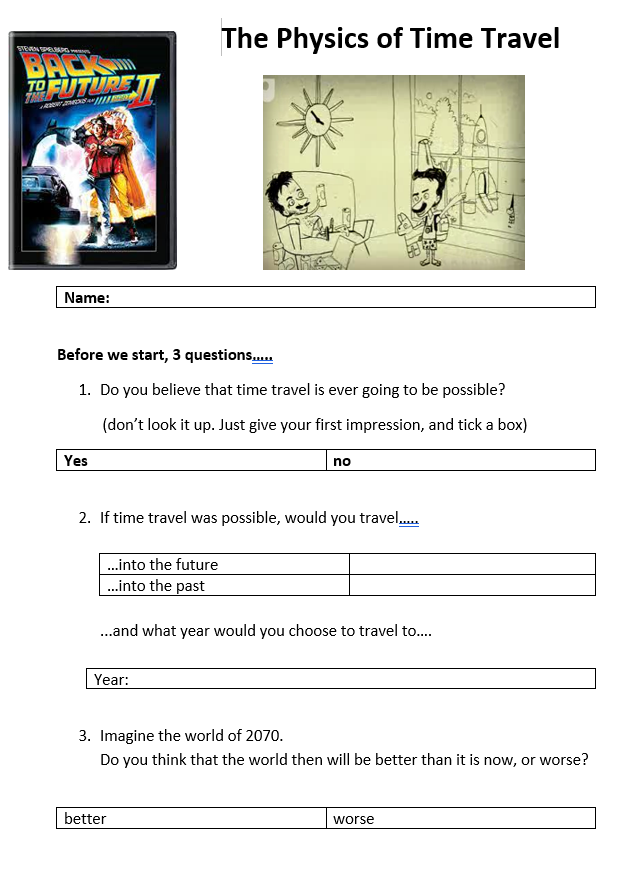 The Physics of Time Travel
STEVEN SPIELBERG PRESENTS
BACK
TO
THE FUTURE
II
A ROBERT ZEMECKIS FILM
Name:
Before we start, 3 questions.....
1. Do you believe that time travel is ever going to be possible?
(don’t look it up. Just give your first impression, and tick a box)
Yes no
2. If time travel was possible, would you travel.....
...into the future
...into the past
...and what year would you choose to travel to....
Year:
3. Imagine the world of 2070.
Do you think that the world then will be better than it is now, or worse?
better worse